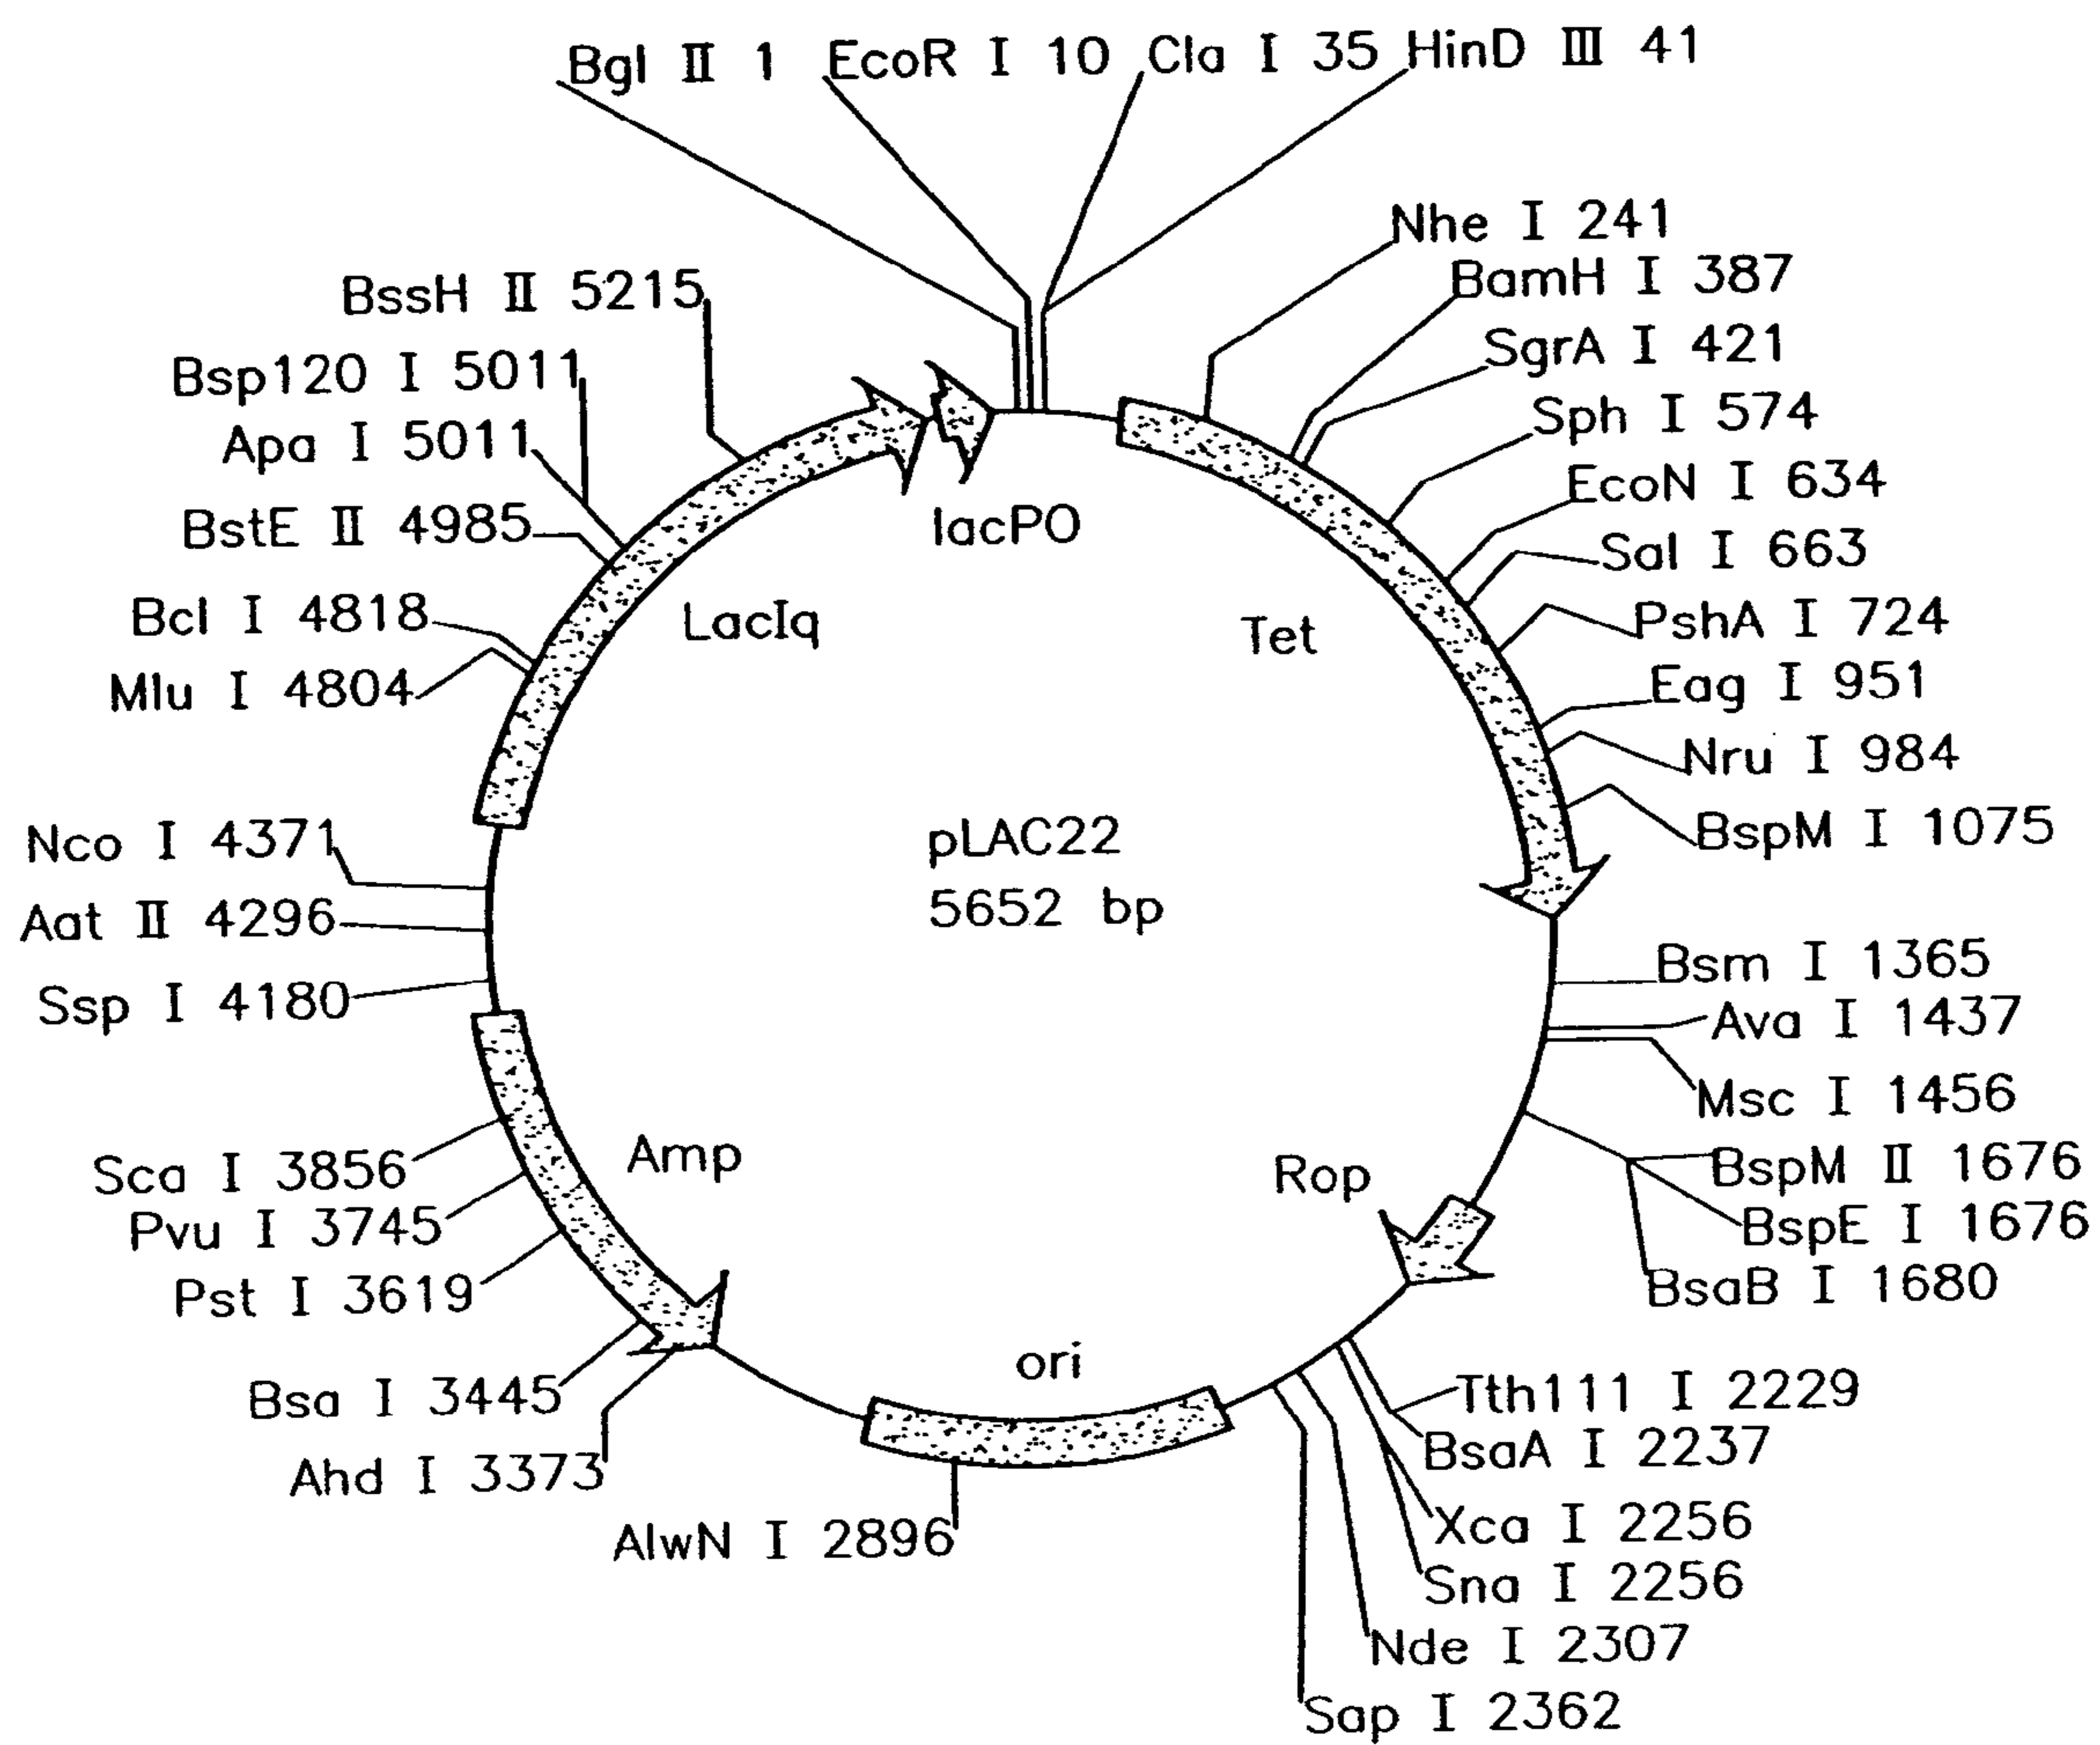 Bgl II 1
EcoR I 10
Cla I 35
HinD III 41
Nhe I 241
BamH I 387
SgrA I 421
Sph I 574
EcoN I 634
Sal I 663
PshA I 724
Eag I 951
Nru I 984
BspM I 1075
Bsm I 1365
Ava I 1437
Msc I 1456
BspM II 1676
BspE I 1676
BsaB I 1680
Tth111 I 2229
BsaA I 2237
Xca I 2256
Sna I 2256
Nde I 2307
Sap I 2362
AlwN I 2896
Ahd I 3373
Bsa I 3445
Pst I 3619
Pvu I 3745
Sca I 3856
Ssp I 4180
Aat II 4296
Nco I 4371
Mlu I 4804
Bcl I 4818
BstE II 4985
Apa I 5011
Bsp120 I 5011
BssH II 5215
lacPO
LacIq
Tet
pLAC22
5652 bp
Amp
Rop
ori